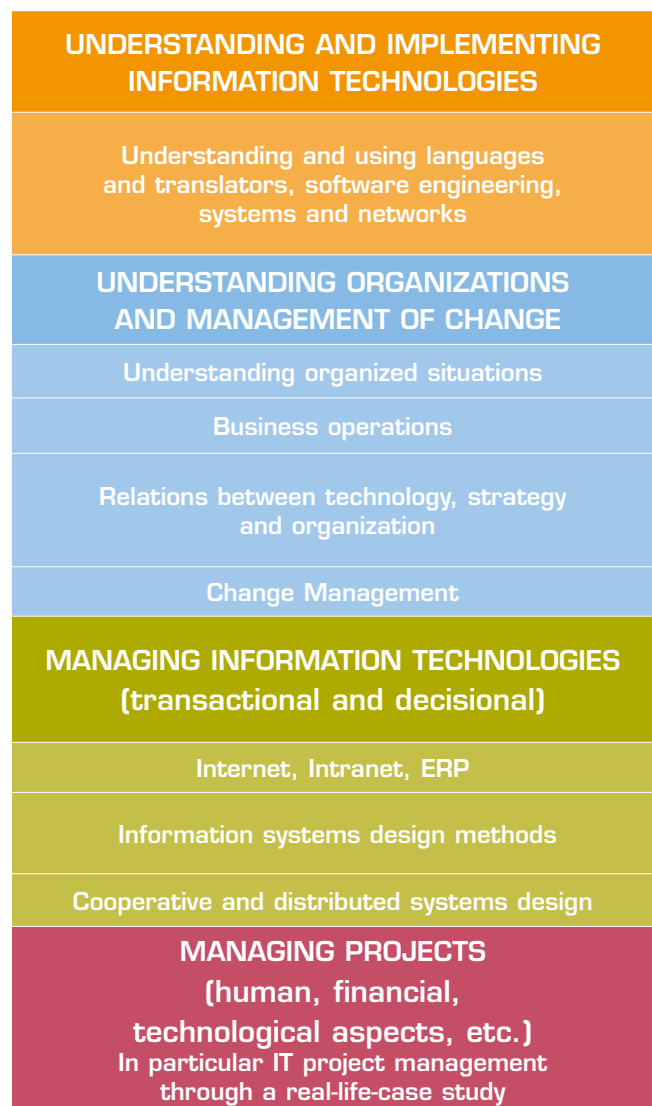 UNDERSTANDING AND IMPLEMENTING
INFORMATION TECHNOLOGIES
Understanding and using languages
and translators, software engineering,
systems and networks
UNDERSTANDING ORGANIZATIONS
AND MANAGEMENT OF CHANGE
Understanding organized situations
Business operations
Relations between technology, strategy
and organization
Change Management
MANAGING INFORMATION TECHNOLOGIES
(transactional and decisional)
Internet, Intranet, ERP
Information systems design methods
Cooperative and distributed systems design
MANAGING PROJECTS
(human, financial,
technological aspects, etc.)
In particular IT project management
through a real-life-case study